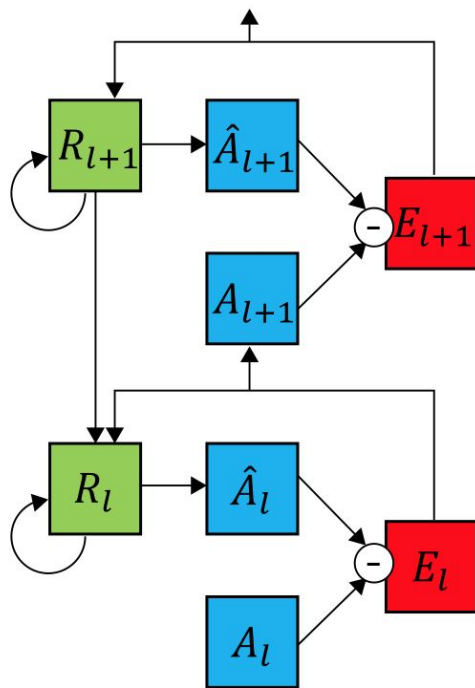 R_{l+1} Â_{l+1}
- E_{l+1}
A_{l+1}
R_l Â_l
- E_l
A_l